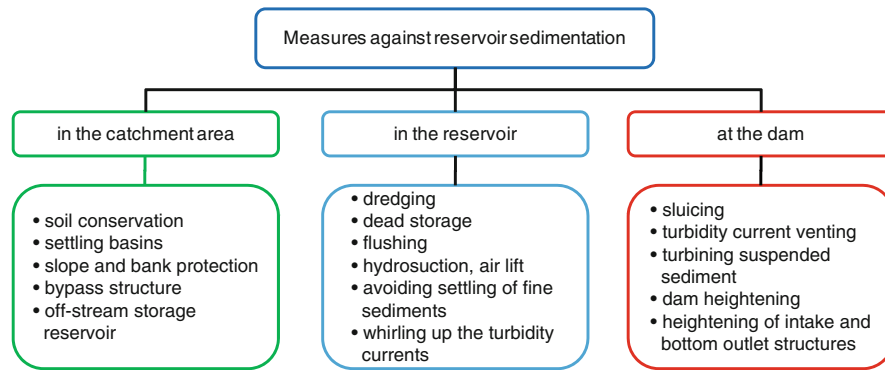 Measures against reservoir sedimentation
in the catchment area
in the reservoir
at the dam
• soil conservation
• settling basins
• slope and bank protection
• bypass structure
• off-stream storage
reservoir
• dredging
• dead storage
• flushing
• hydrosuction, air lift
• avoiding settling of fine
sediments
• whirling up the turbidity
currents
• sluicing
• turbidity current venting
• turbining suspended
sediment
• dam heightening
• heightening of intake and
bottom outlet structures